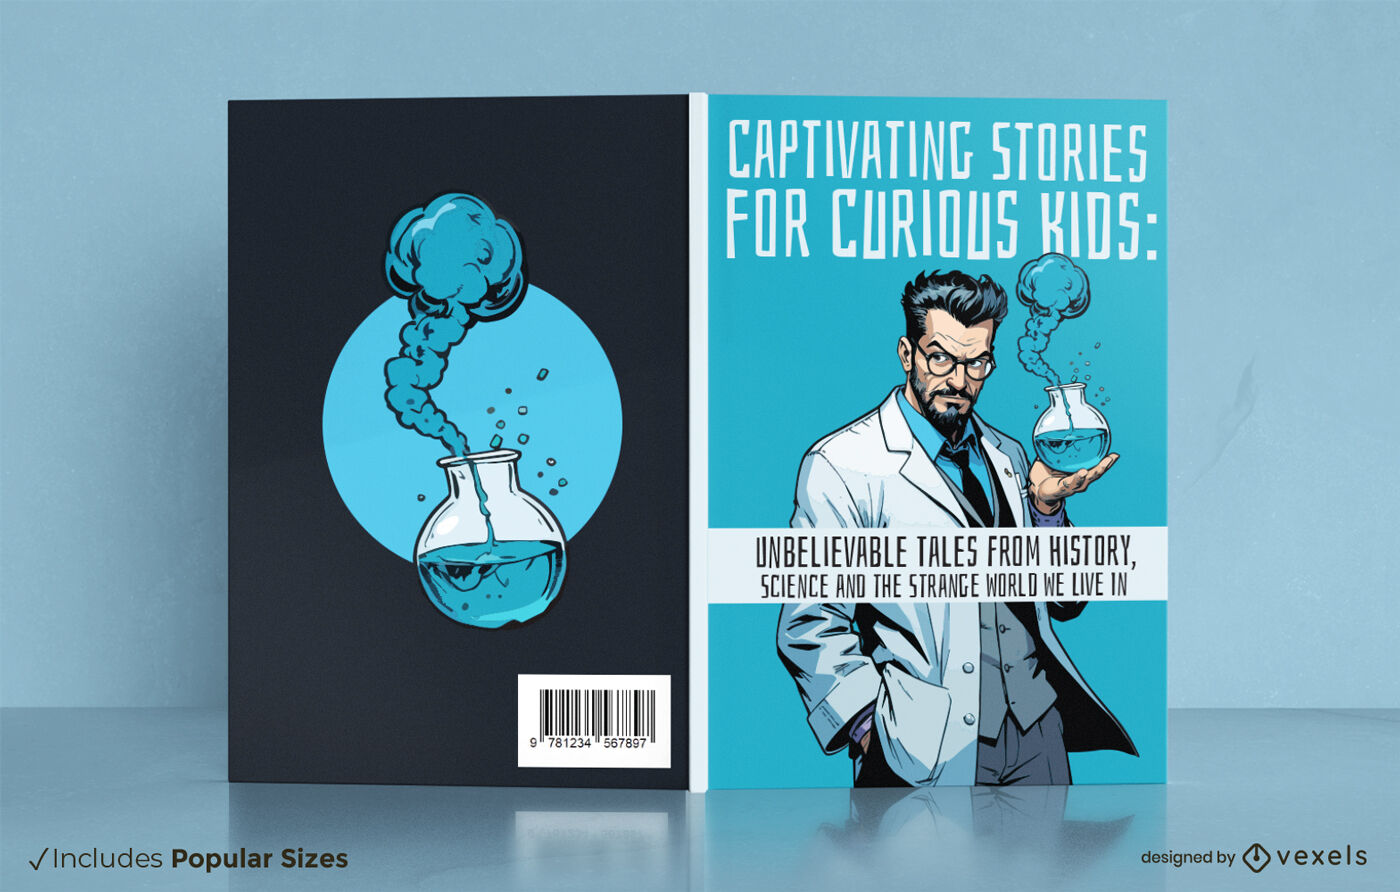 CAPTIVATING STORIES
FOR CURIOUS KIDS:
UNBELIEVABLE TALES FROM HISTORY,
SCIENCE AND THE STRANGE WORLD WE LIVE IN
9 781234 567897
✓Includes Popular Sizes
designed by vexels